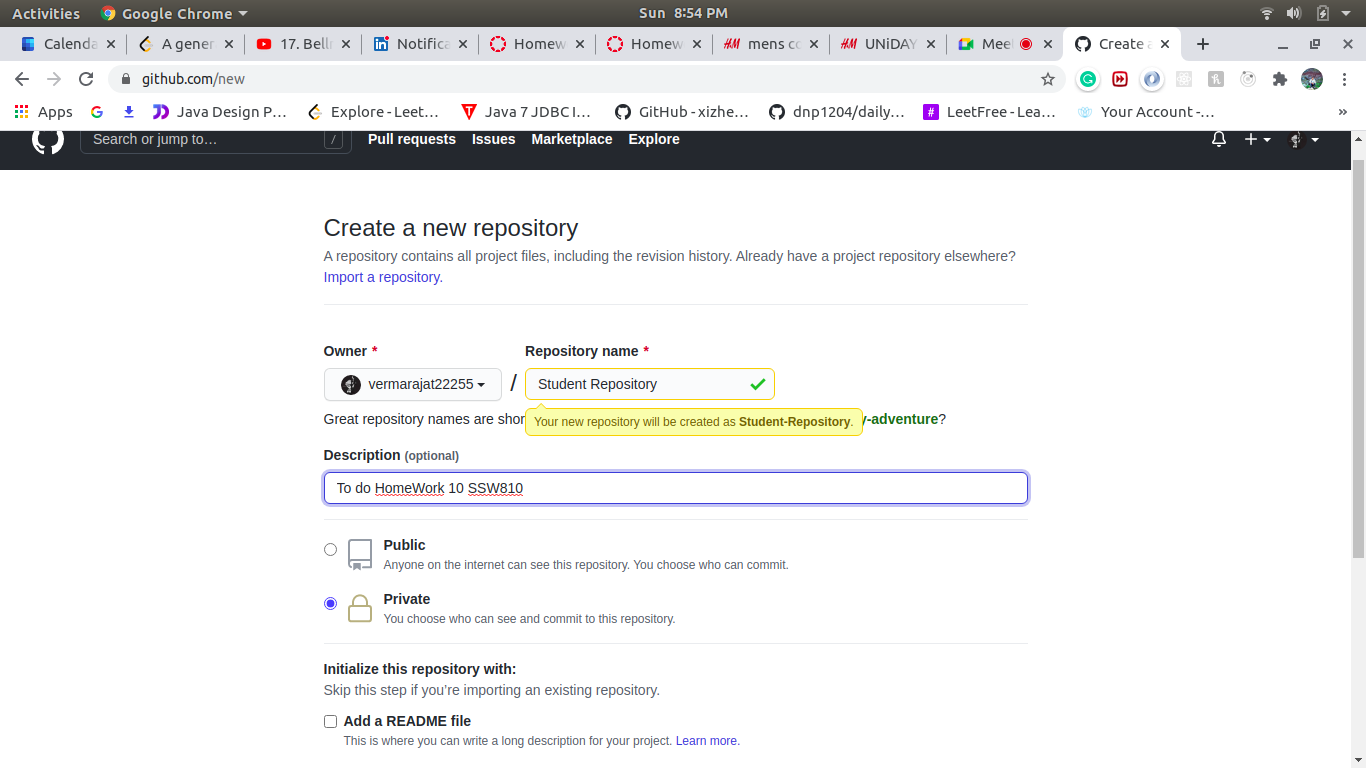 Activities Google Chrome Sun 8:54 PM
Calenda A gener 17. Bell Notifica Homew Homew mens co UNiDAY Mee Create a
github.com/new
Apps G Java Design P... Explore - Leet... Java 7 JDBC I... GitHub - xizhe... dnp1204/daily... LeetFree - Lea... Your Account -... »
Search or jump to... / Pull requests Issues Marketplace Explore
Create a new repository
A repository contains all project files, including the revision history. Already have a project repository elsewhere?
Import a repository.
Owner * Repository name *
vermarajat22255 / Student Repository
Great repository names are shor -adventure?
Your new repository will be created as Student-Repository.
Description (optional)
To do HomeWork 10 SSW810
Public
Anyone on the internet can see this repository. You choose who can commit.
Private
You choose who can see and commit to this repository.
Initialize this repository with:
Skip this step if you’re importing an existing repository.
Add a README file
This is where you can write a long description for your project. Learn more.